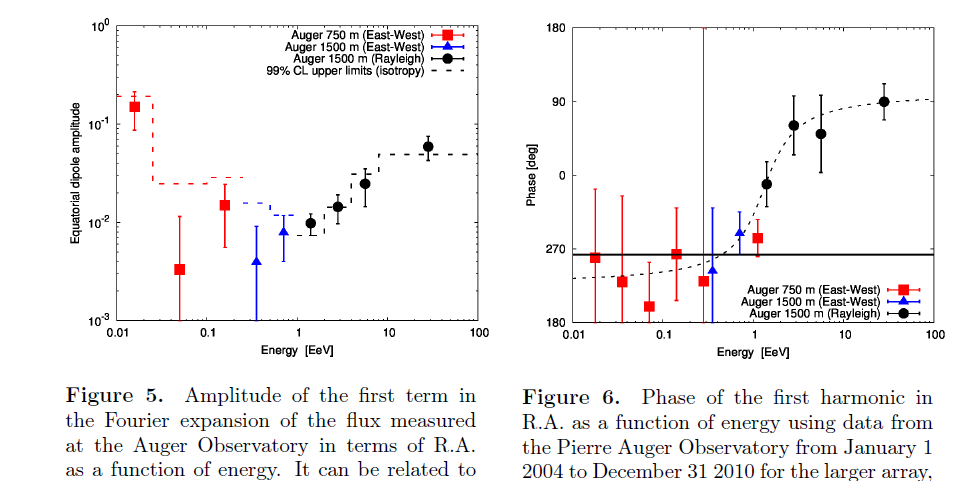 10^0
10^-1
10^-2
10^-3
Equatorial dipole amplitude
Auger 750 m (East-West)
Auger 1500 m (East-West)
Auger 1500 m (Rayleigh)
99% CL upper limits (isotropy)
0.01 0.1 1 10 100
Energy [EeV]
Figure 5. Amplitude of the first term in
the Fourier expansion of the flux measured
at the Auger Observatory in terms of R.A.
as a function of energy. It can be related to
180
90
0
270
180
Phase [deg]
Auger 750 m (East-West)
Auger 1500 m (East-West)
Auger 1500 m (Rayleigh)
0.01 0.1 1 10 100
Energy [EeV]
Figure 6. Phase of the first harmonic in
R.A. as a function of energy using data from
the Pierre Auger Observatory from January 1
2004 to December 31 2010 for the larger array,